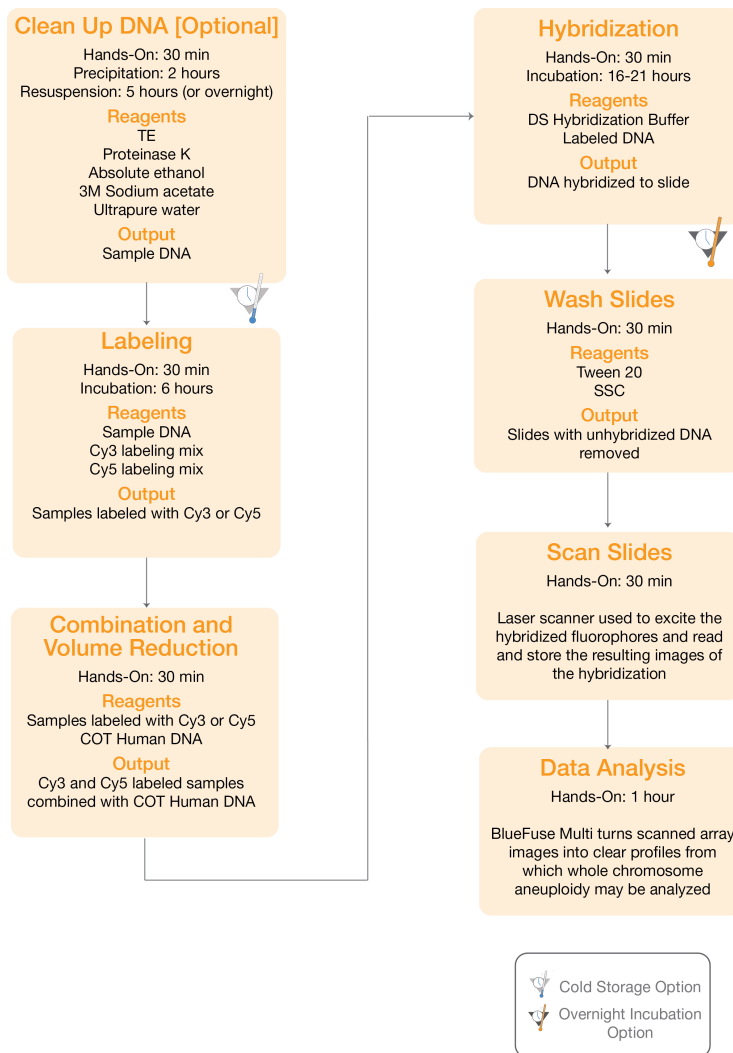 Clean Up DNA [Optional]
Hands-On: 30 min
Precipitation: 2 hours
Resuspension: 5 hours (or overnight)
Reagents
TE
Proteinase K
Absolute ethanol
3M Sodium acetate
Ultrapure water
Output
Sample DNA
Labeling
Hands-On: 30 min
Incubation: 6 hours
Reagents
Sample DNA
Cy3 labeling mix
Cy5 labeling mix
Output
Samples labeled with Cy3 or Cy5
Combination and
Volume Reduction
Hands-On: 30 min
Reagents
Samples labeled with Cy3 or Cy5
COT Human DNA
Output
Cy3 and Cy5 labeled samples
combined with COT Human DNA
Hybridization
Hands-On: 30 min
Incubation: 16-21 hours
Reagents
DS Hybridization Buffer
Labeled DNA
Output
DNA hybridized to slide
Wash Slides
Hands-On: 30 min
Reagents
Tween 20
SSC
Output
Slides with unhybridized DNA
removed
Scan Slides
Hands-On: 30 min
Laser scanner used to excite the
hybridized fluorophores and read
and store the resulting images of
the hybridization
Data Analysis
Hands-On: 1 hour
BlueFuse Multi turns scanned array
images into clear profiles from
which whole chromosome
aneuploidy may be analyzed
Cold Storage Option
Overnight Incubation
Option